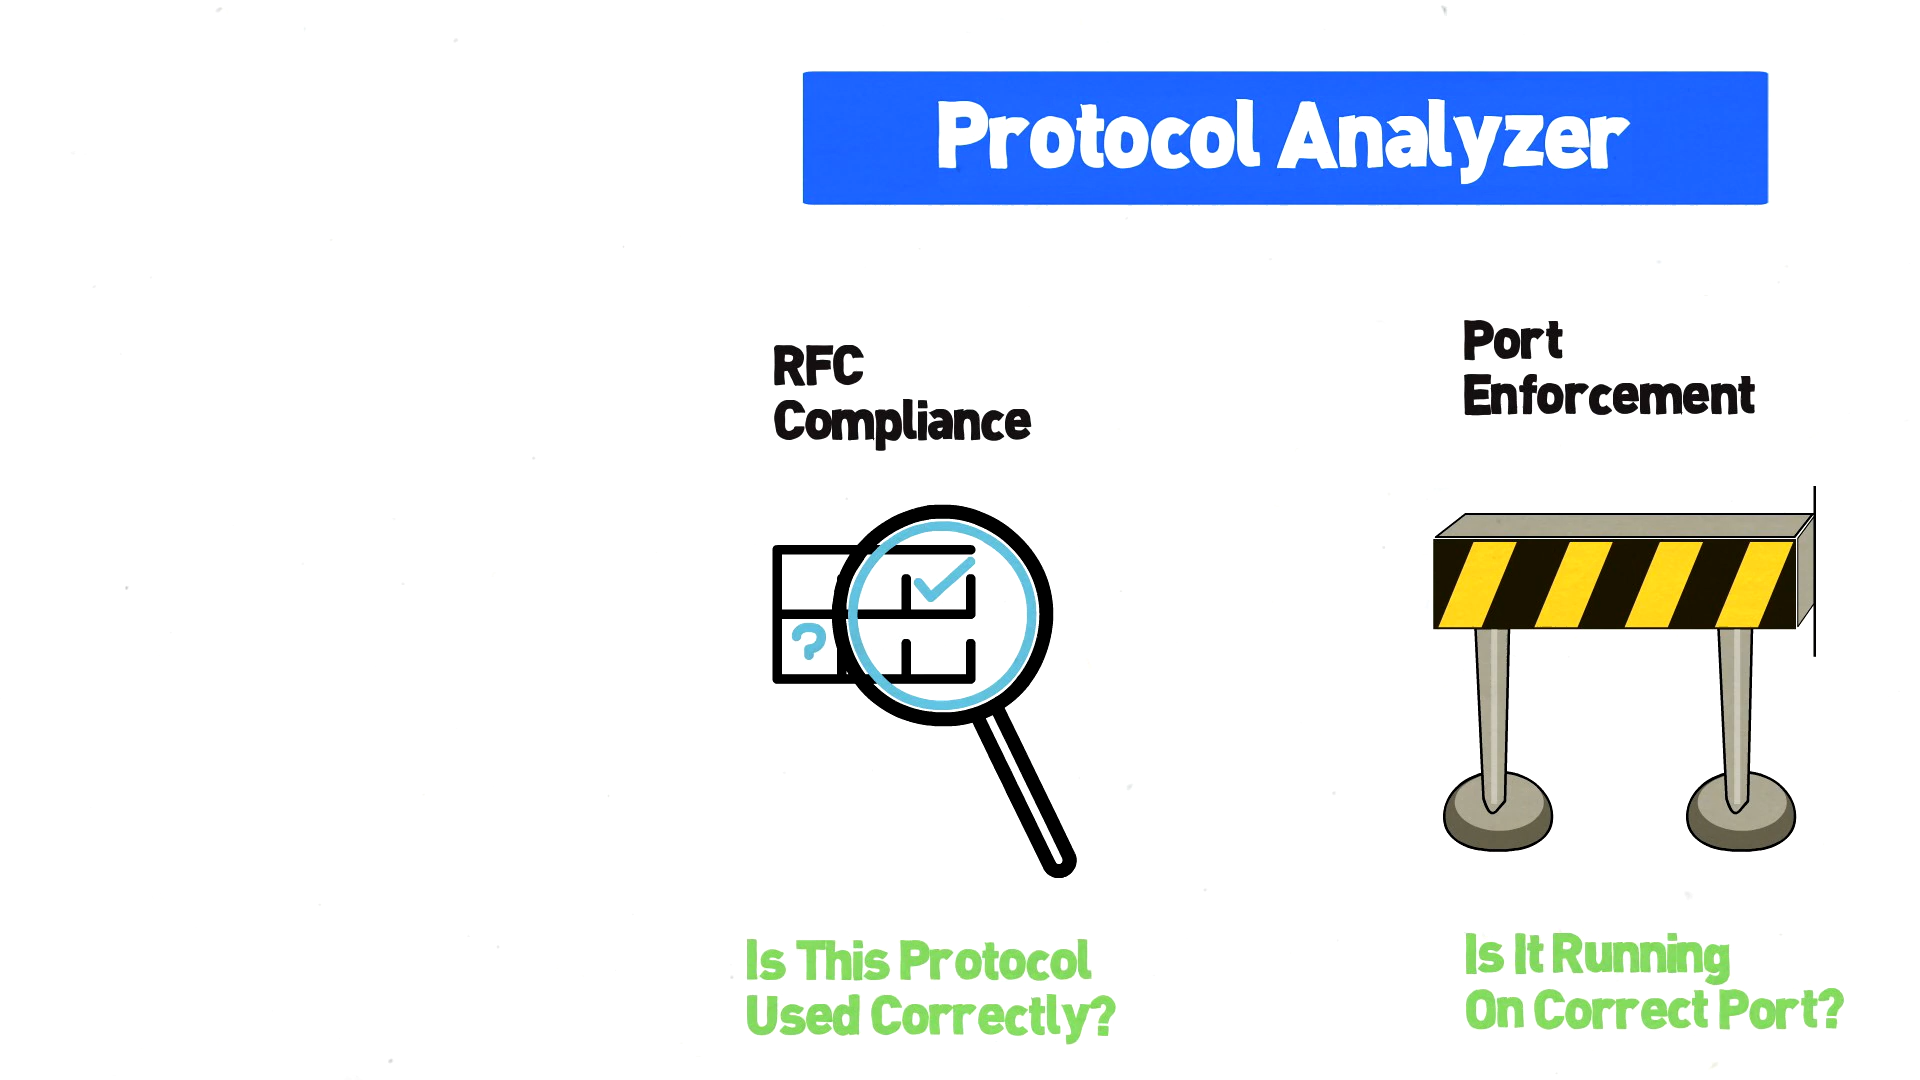 Protocol Analyzer
RFC
Compliance
Port
Enforcement
?
Is This Protocol
Used Correctly?
Is It Running
On Correct Port?